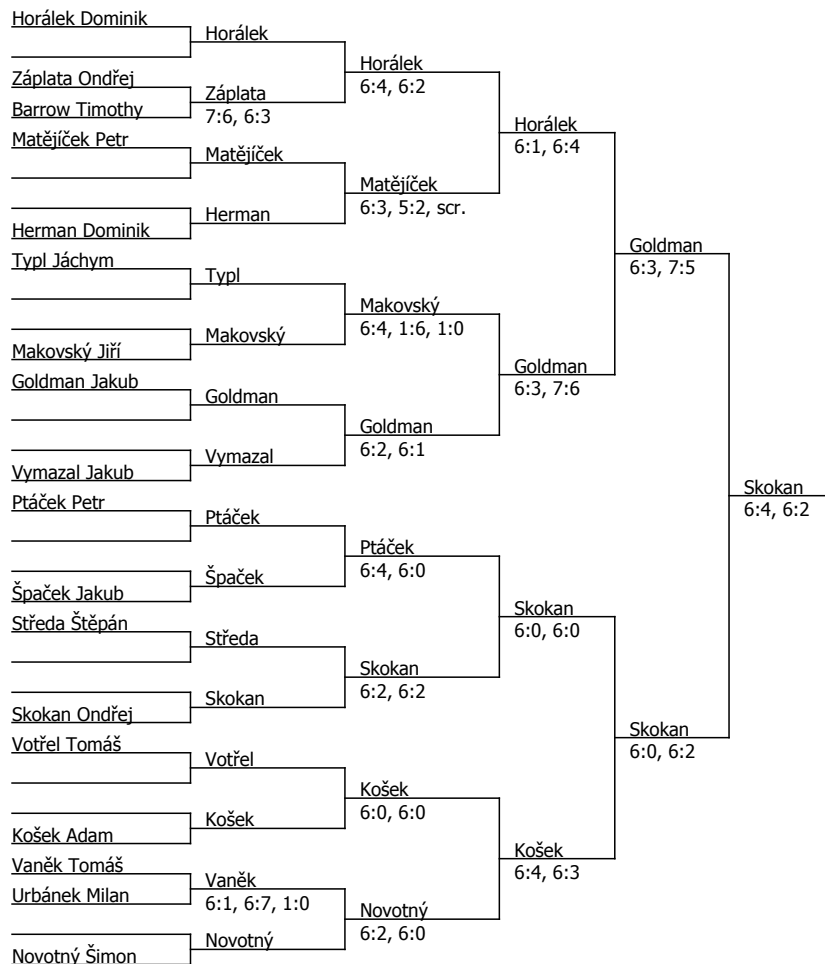 Horálek Dominik
Záplata Ondřej
Barrow Timothy
Matějíček Petr
Herman Dominik
Typl Jáchym
Makovský Jiří
Goldman Jakub
Vymazal Jakub
Ptáček Petr
Špaček Jakub
Středa Štěpán
Skokan Ondřej
Votřel Tomáš
Košek Adam
Vaněk Tomáš
Urbánek Milan
Novotný Šimon
Horálek
Záplata
7:6, 6:3
Matějíček
Herman
Typl
Makovský
Goldman
Vymazal
Ptáček
Špaček
Středa
Skokan
Votřel
Košek
Vaněk
6:1, 6:7, 1:0
Novotný
Horálek
6:4, 6:2
Matějíček
6:3, 5:2, scr.
Makovský
6:4, 1:6, 1:0
Goldman
6:2, 6:1
Ptáček
6:4, 6:0
Skokan
6:2, 6:2
Košek
6:0, 6:0
Novotný
6:2, 6:0
Horálek
6:1, 6:4
Goldman
6:3, 7:6
Skokan
6:0, 6:0
Košek
6:4, 6:3
Goldman
6:3, 7:5
Skokan
6:0, 6:2
Skokan
6:4, 6:2